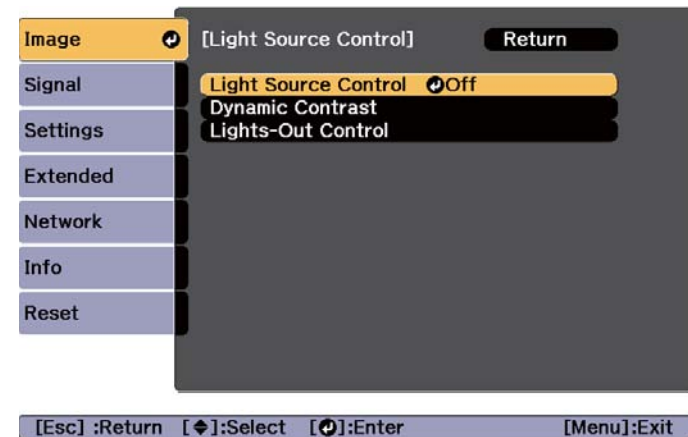 Image
Signal
Settings
Extended
Network
Info
Reset
[Light Source Control] Return
Light Source Control Off
Dynamic Contrast
Lights-Out Control
[Esc] :Return [◆]:Select [↵]:Enter [Menu]:Exit